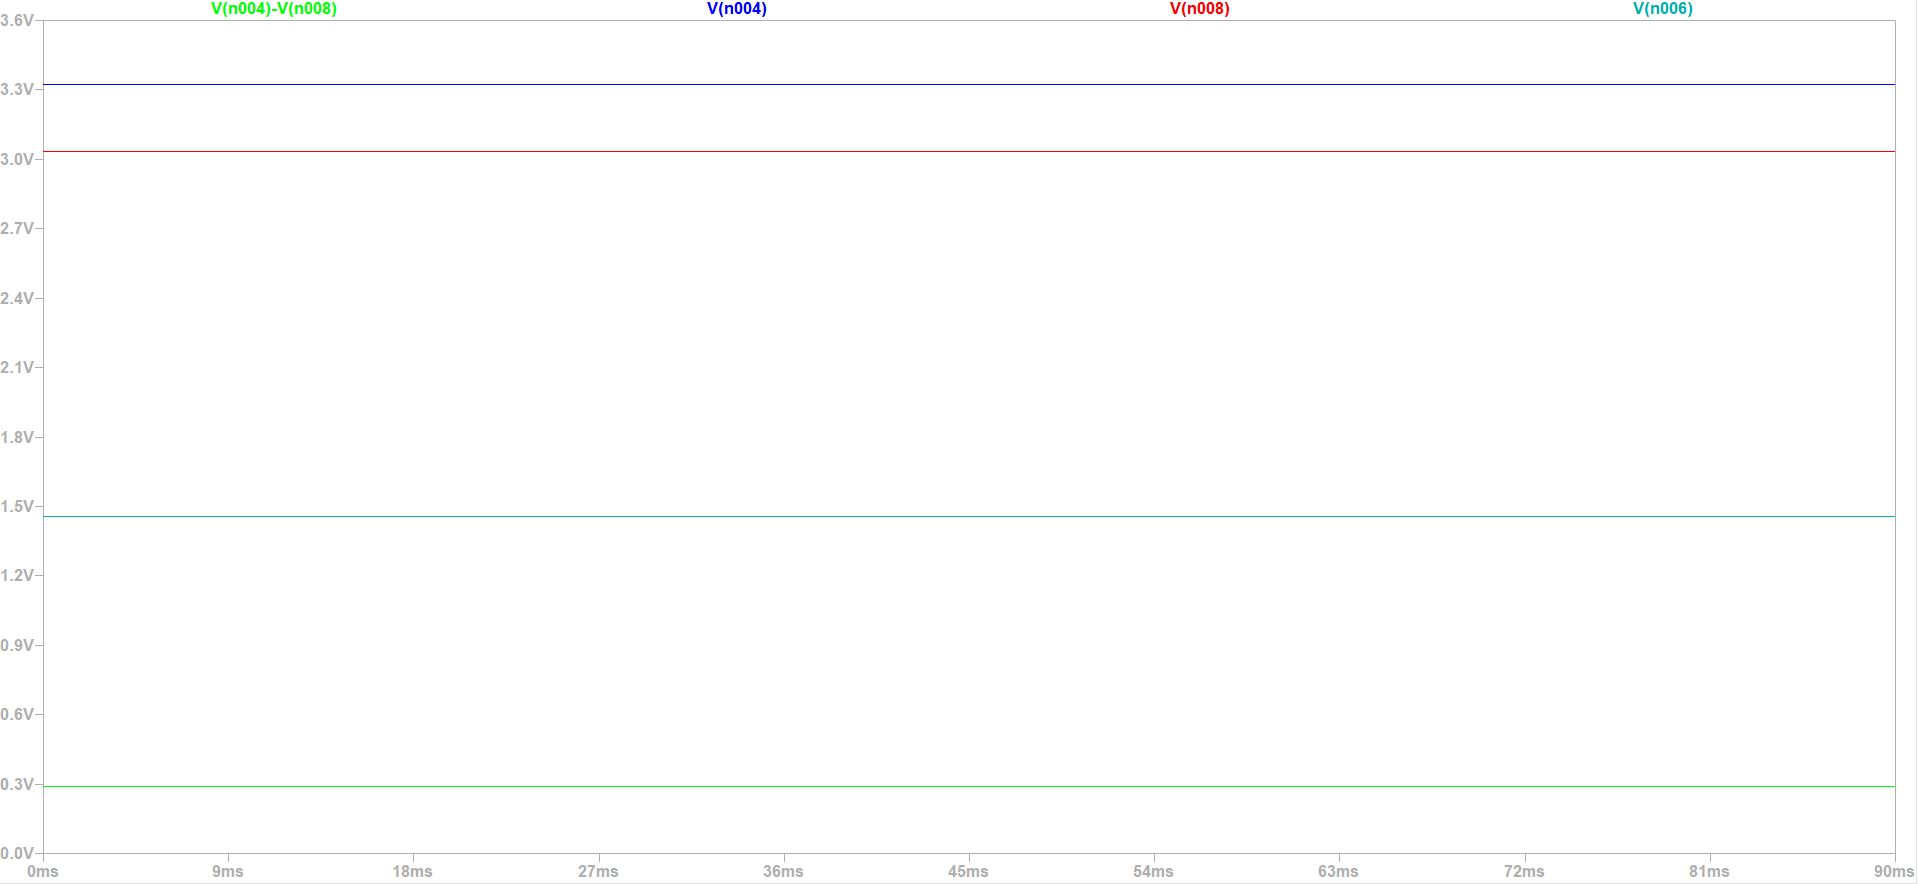 V(n004)-V(n008) V(n004) V(n008) V(n006)
3.6V
3.3V
3.0V
2.7V
2.4V
2.1V
1.8V
1.5V
1.2V
0.9V
0.6V
0.3V
0.0V
0ms 9ms 18ms 27ms 36ms 45ms 54ms 63ms 72ms 81ms 90ms